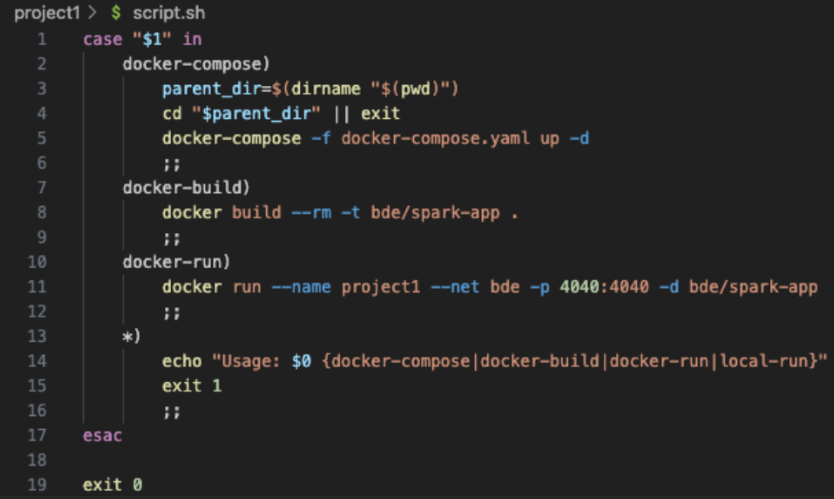 project1 > $ script.sh
1 case "$1" in
2 docker-compose)
3 parent_dir=$(dirname "$(pwd)")
4 cd "$parent_dir" || exit
5 docker-compose -f docker-compose.yaml up -d
6 ;;
7 docker-build)
8 docker build --rm -t bde/spark-app .
9 ;;
10 docker-run)
11 docker run --name project1 --net bde -p 4040:4040 -d bde/spark-app
12 ;;
13 *)
14 echo "Usage: $0 {docker-compose|docker-build|docker-run|local-run}"
15 exit 1
16 ;;
17 esac
18
19 exit 0